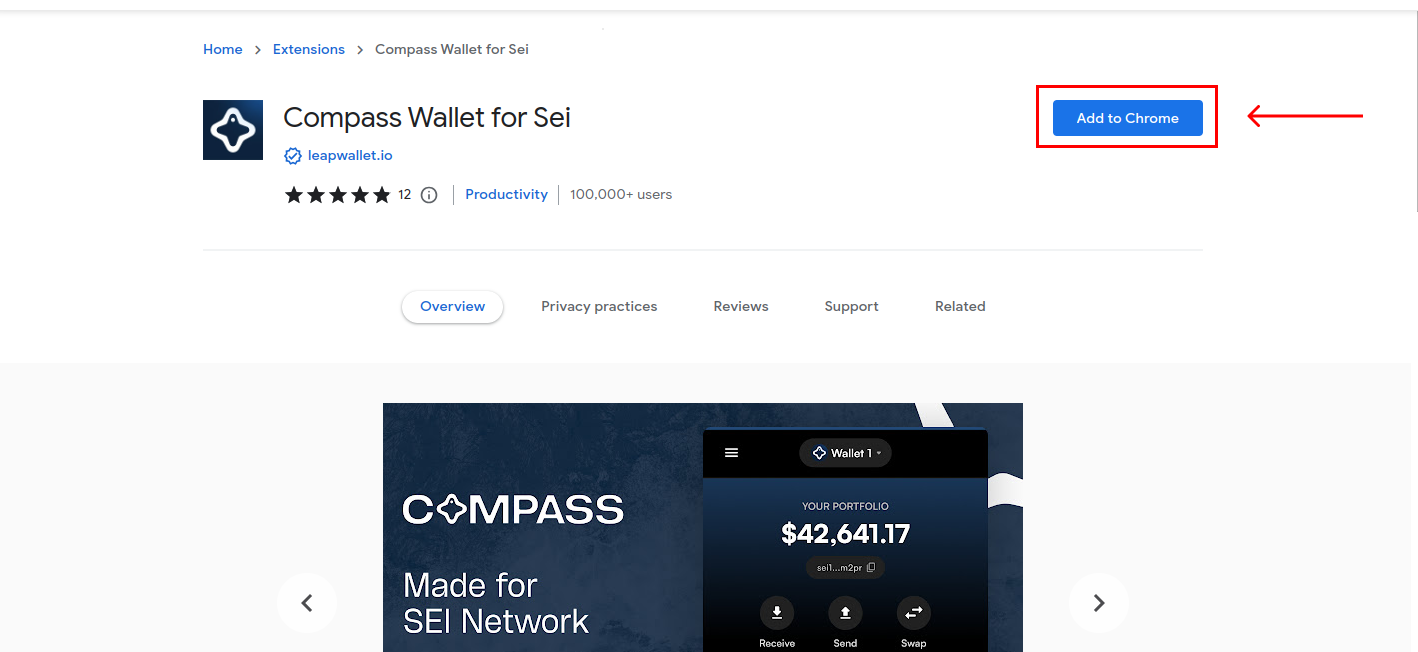 Home > Extensions > Compass Wallet for Sei
Compass Wallet for Sei
Add to Chrome
leapwallet.io
12
Productivity
100,000+ users
Overview
Privacy practices
Reviews
Support
Related
COMPASS
Made for
SEI Network
Wallet 1
YOUR PORTFOLIO
$42,641.17
sei1...m2pr
Receive
Send
Swap